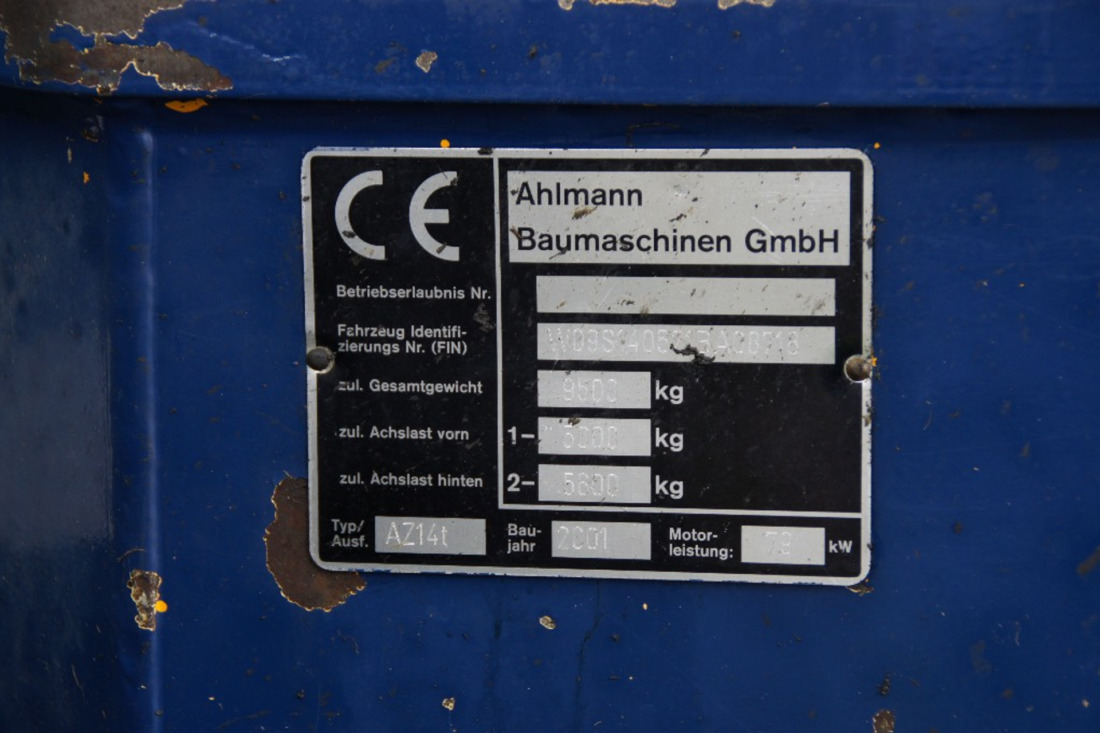 CE
Ahlmann
Baumaschinen GmbH
Betriebserlaubnis Nr.
Fahrzeug Identifi-
zierungs Nr. (FIN)
zul. Gesamtgewicht 9500 kg
zul. Achslast vorn 1- kg
zul. Achslast hinten 2- kg
Typ/
Ausf. AZ14t
Bau-
jahr 2001
Motor-
leistung: kW